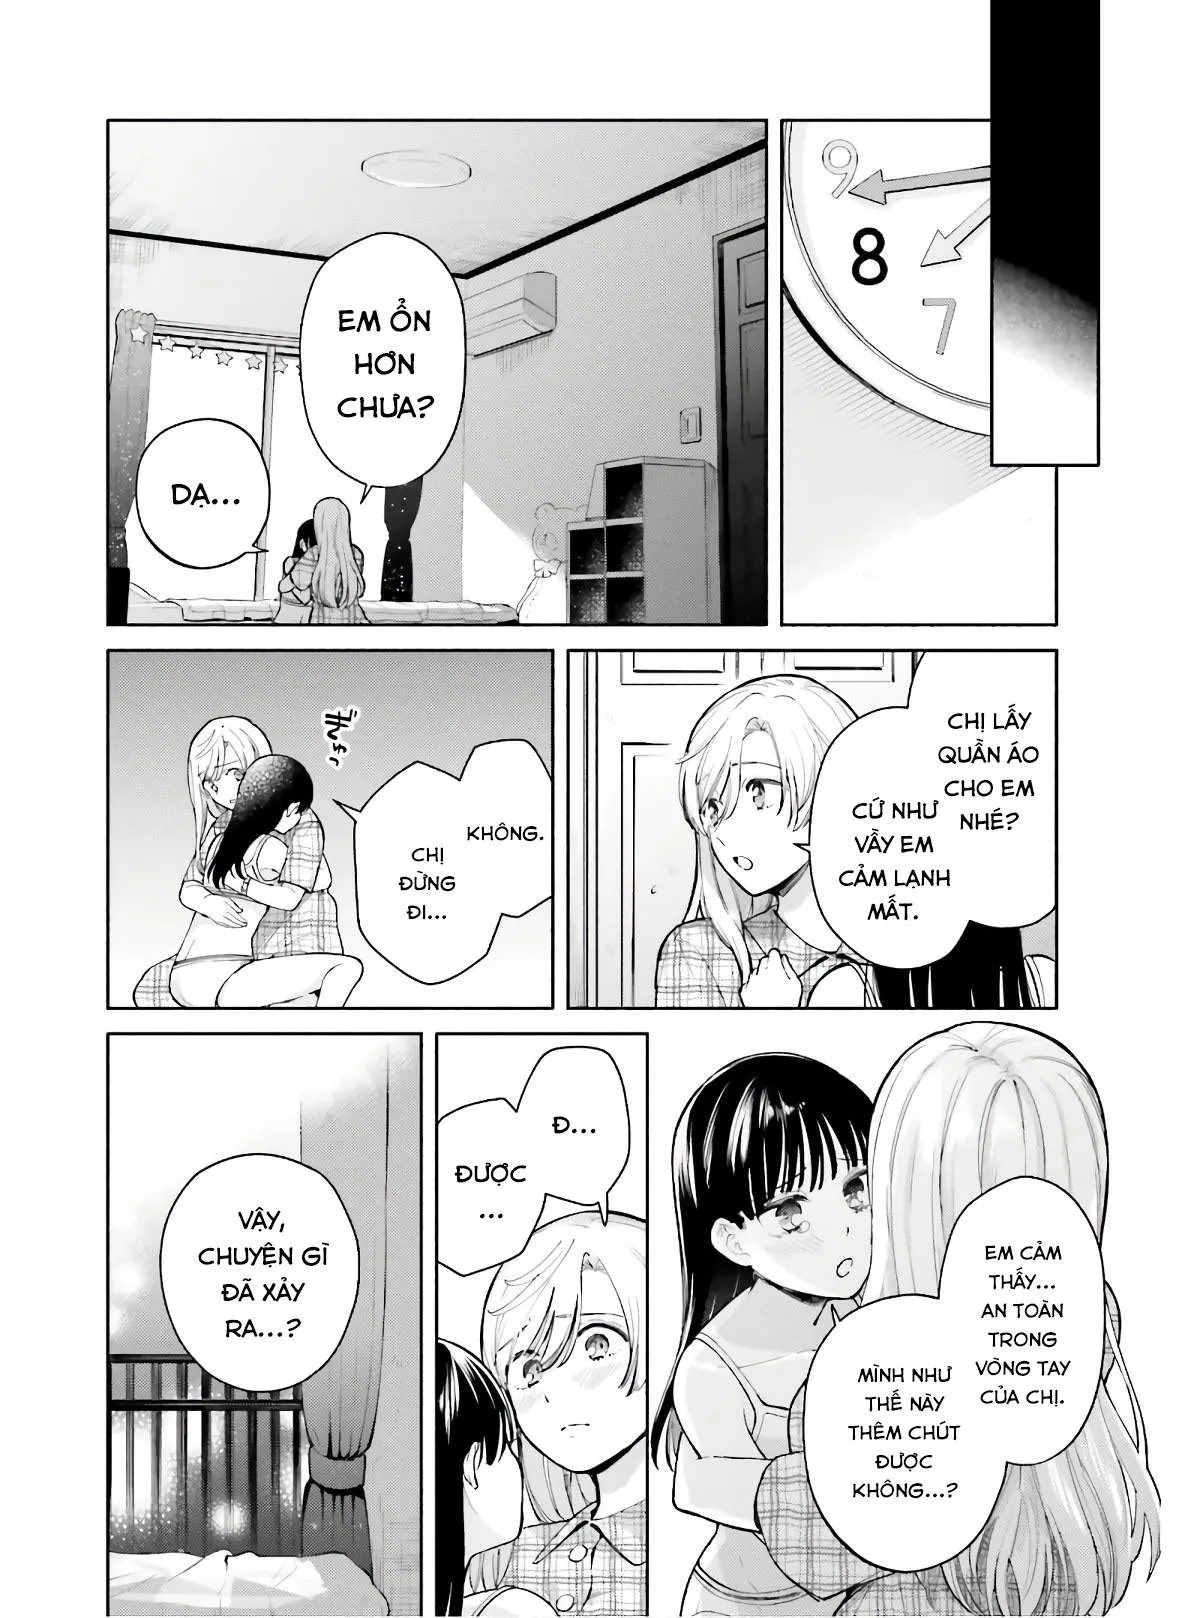 9
8
7
EM ỔN
HƠN
CHƯA?
DẠ...
CHỊ LẤY
QUẦN ÁO
CHO EM
NHÉ?
CỨ NHƯ
VẦY EM
CẢM LẠNH
MẤT.
KHÔNG.
CHỊ
ĐỪNG
ĐI...
ぎゅ
EM CẢM
THẤY...
AN TOÀN
TRONG
VÒNG TAY
CỦA CHỊ.
MÌNH NHƯ
THẾ NÀY
THÊM CHÚT
ĐƯỢC
KHÔNG...?
Đ...
ĐƯỢC
...
VẬY,
CHUYỆN GÌ
ĐÃ XẢY
RA...?